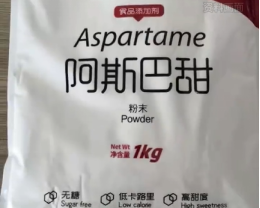 食品添加剂
Aspartame
阿斯巴甜
粉末
Powder
Net Wt
净含量 1kg
无糖 低卡路里 高甜度
Sugar free Low calorie High sweetness